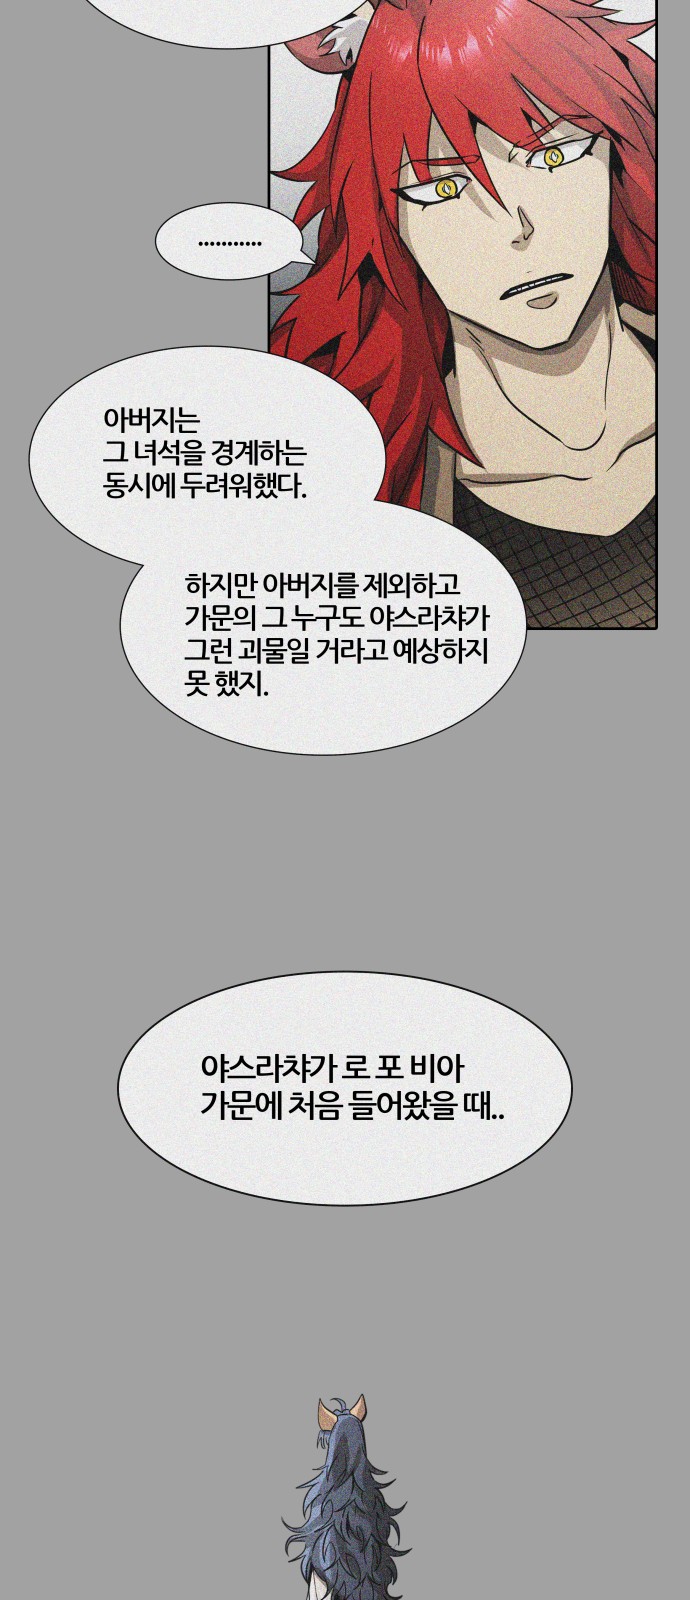 ...........
아버지는
그 녀석을 경계하는
동시에 두려워했다.
하지만 아버지를 제외하고
가문의 그 누구도 야스라챠가
그런 괴물일 거라고 예상하지
못 했지.
야스라챠가 로 포 비아
가문에 처음 들어왔을 때..